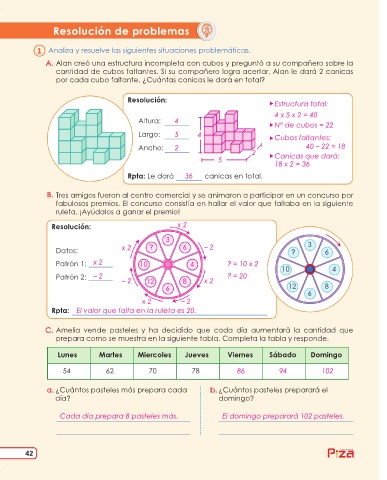 Resolución de problemas
1 Analiza y resuelve las siguientes situaciones problemáticas.
A. Alan creó una estructura incompleta con cubos y preguntó a su compañero sobre la
cantidad de cubos faltantes. Si su compañero logra acertar, Alan le dará 2 canicas
por cada cubo faltante. ¿Cuántas canicas le dará en total?
Resolución:
Altura: 4
Largo: 5
Ancho: 2
4
5
2
Estructura total:
4 x 5 x 2 = 40
N° de cubos = 22
Cubos faltantes:
40 – 22 = 18
Canicas que dará:
18 x 2 = 36
Rpta: Le dará 36 canicas en total.
B. Tres amigos fueron al centro comercial y se animaron a participar en un concurso por
fabulosos premios. El concurso consistía en hallar el valor que faltaba en la siguiente
ruleta. ¡Ayúdalos a ganar el premio!
Resolución:
Datos:
Patrón 1: x 2
Patrón 2: – 2
x 2
x 2 – 2
3
? 6
10 4
12 8
6
– 2 x 2
x 2 – 2
? = 10 x 2
? = 20
3
? 6
10 4
12 8
6
Rpta: El valor que falta en la ruleta es 20.
C. Amelia vende pasteles y ha decidido que cada día aumentará la cantidad que
prepara como se muestra en la siguiente tabla. Completa la tabla y responde.
Lunes Martes Miercoles Jueves Viernes Sábado Domingo
54 62 70 78 86 94 102
a. ¿Cuántos pasteles más prepara cada
día?
Cada día prepara 8 pasteles más.
b. ¿Cuántos pasteles preparará el
domingo?
El domingo preparará 102 pasteles.
42